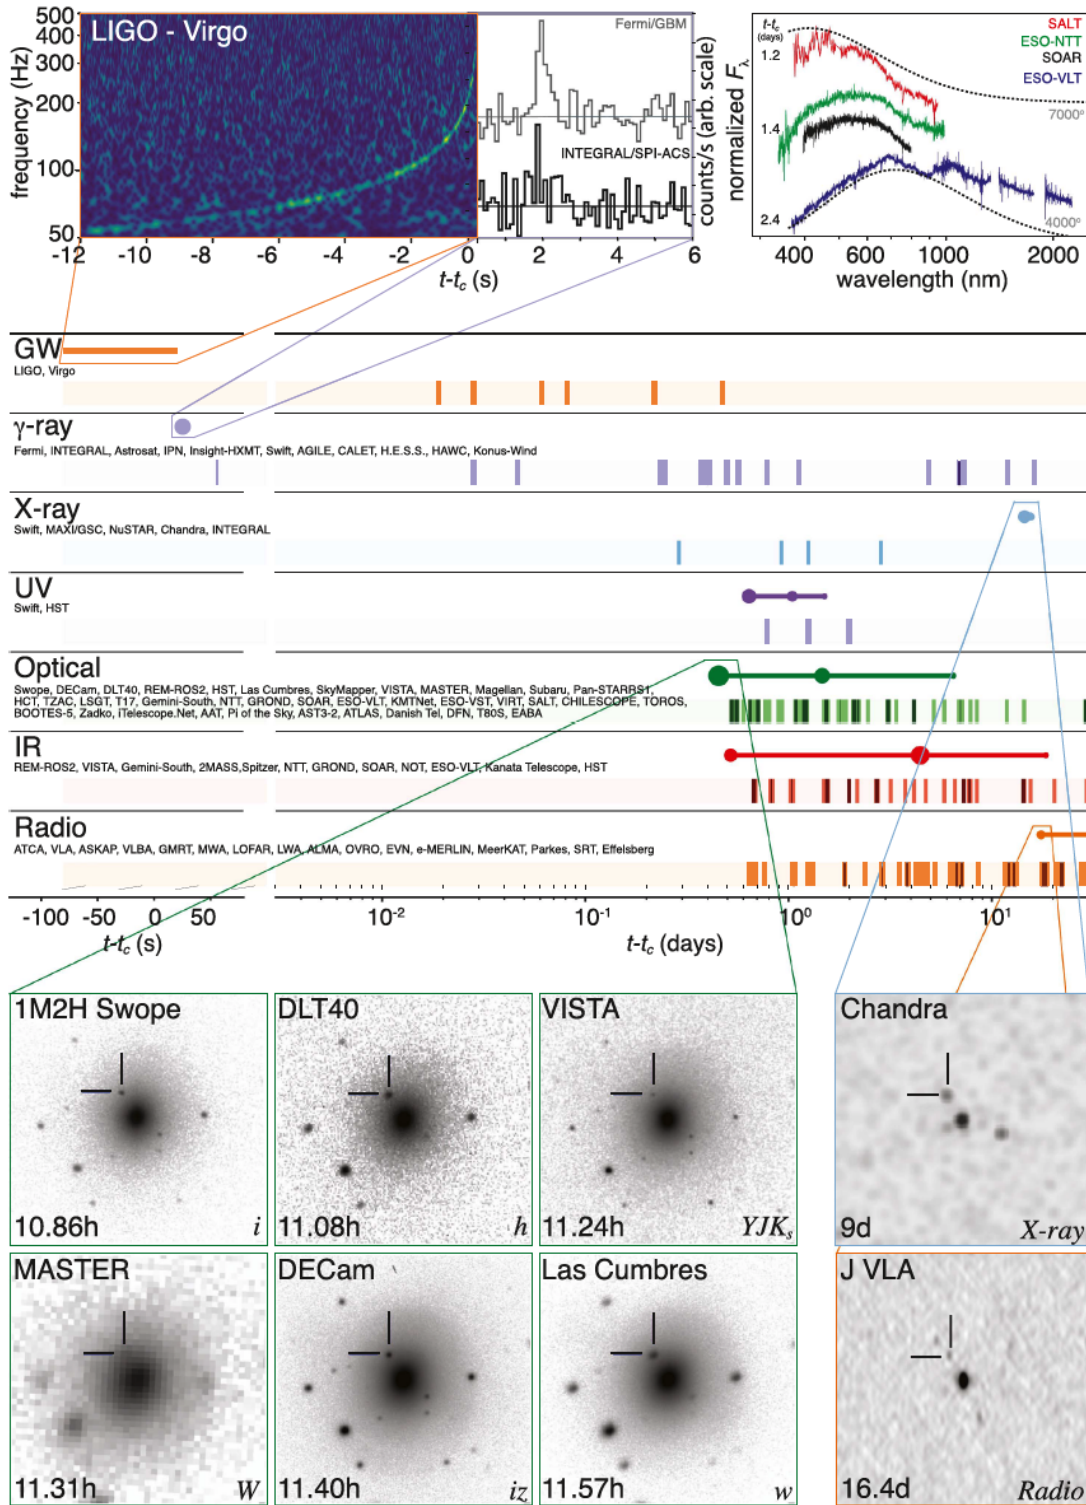 LIGO - Virgo
frequency (Hz)
500
400
300
200
100
50
-12 -10 -8 -6 -4 -2 0 2 4 6
t-tc (s)
Fermi/GBM
INTEGRAL/SPI-ACS
counts/s (arb. scale)
normalized Fλ
t-tc
(days)
1.2
1.4
2.4
SALT
ESO-NTT
SOAR
ESO-VLT
7000°
4000°
400 600 1000 2000
wavelength (nm)
GW
LIGO, Virgo
γ-ray
Fermi, INTEGRAL, Astrosat, IPN, Insight-HXMT, Swift, AGILE, CALET, H.E.S.S., HAWC, Konus-Wind
X-ray
Swift, MAXI/GSC, NuSTAR, Chandra, INTEGRAL
UV
Swift, HST
Optical
Swope, DECam, DLT40, REM-ROS2, HST, Las Cumbres, SkyMapper, VISTA, MASTER, Magellan, Subaru, Pan-STARRS1,
HCT, TZAC, LSGT, T17, Gemini-South, NTT, GROND, SOAR, ESO-VLT, KMTNet, ESO-VST, VIRT, SALT, CHILESCOPE, TOROS,
BOOTES-5, Zadko, iTelescope.Net, AAT, Pi of the Sky, AST3-2, ATLAS, Danish Tel, DFN, T80S, EABA
IR
REM-ROS2, VISTA, Gemini-South, 2MASS,Spitzer, NTT, GROND, SOAR, NOT, ESO-VLT, Kanata Telescope, HST
Radio
ATCA, VLA, ASKAP, VLBA, GMRT, MWA, LOFAR, LWA, ALMA, OVRO, EVN, e-MERLIN, MeerKAT, Parkes, SRT, Effelsberg
-100 -50 0 50 10⁻² 10⁻¹ 10⁰ 10¹
t-tc (s) t-tc (days)
1M2H Swope
10.86h i
DLT40
11.08h h
VISTA
11.24h YJKs
Chandra
9d X-ray
MASTER
11.31h W
DECam
11.40h iz
Las Cumbres
11.57h w
J VLA
16.4d Radio